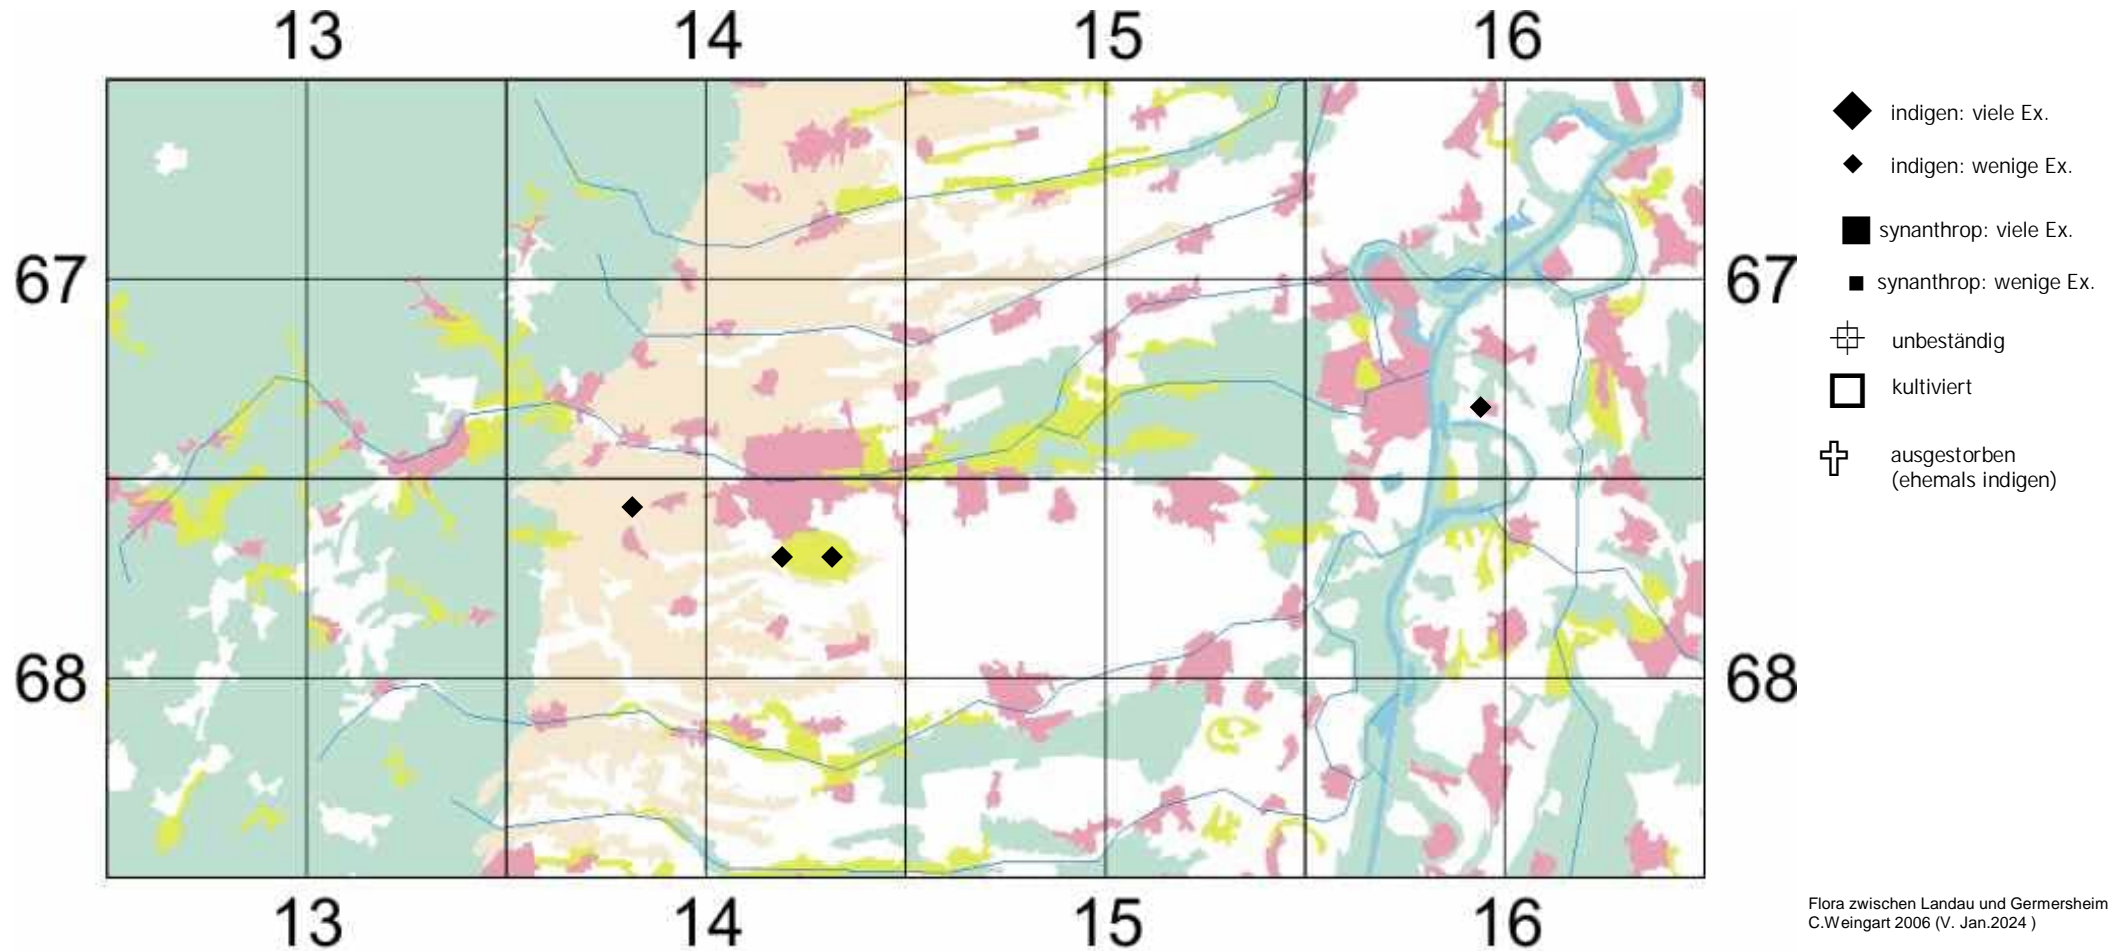 13 14 15 16
67 67
68 68
13 14 15 16
indigen: viele Ex.
indigen: wenige Ex.
synanthrop: viele Ex.
synanthrop: wenige Ex.
unbeständig
kultiviert
ausgestorben
(ehemals indigen)
Flora zwischen Landau und Germersheim
C.Weingart 2006 (V. Jan.2024 )